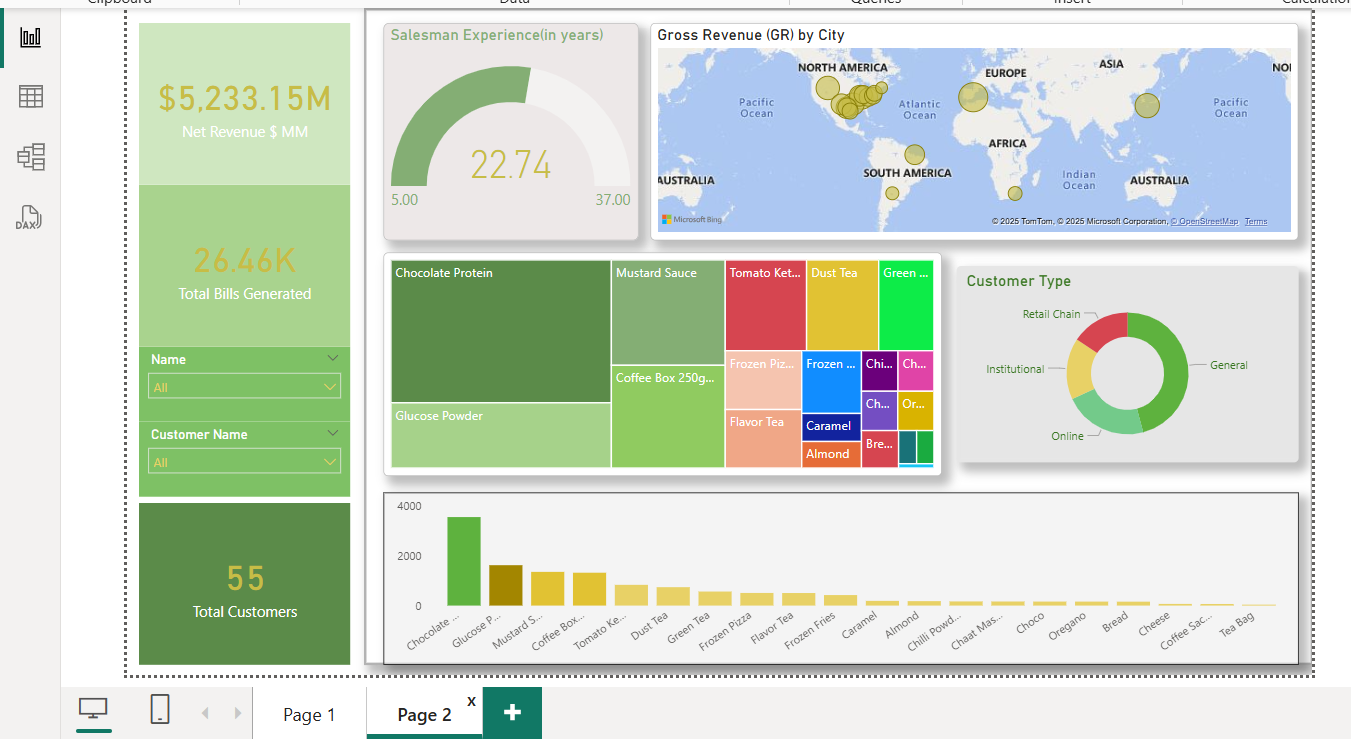 Clipboard
Data
Queries
Insert
Calculation
$5,233.15M
Net Revenue $ MM
26.46K
Total Bills Generated
Name
All
Customer Name
All
55
Total Customers
Salesman Experience(in years)
22.74
5.00
37.00
Gross Revenue (GR) by City
NORTH AMERICA
EUROPE
ASIA
NOI
Pacific
Ocean
Atlantic
Ocean
Pacific
Ocean
AFRICA
SOUTH AMERICA
Indian
Ocean
AUSTRALIA
AUSTRALIA
Microsoft Bing
© 2025 TomTom, © 2025 Microsoft Corporation, © OpenStreetMap Terms
Chocolate Protein
Mustard Sauce
Tomato Ket...
Dust Tea
Green ...
Glucose Powder
Coffee Box 250g...
Frozen Piz...
Frozen ...
Chi...
Ch...
Flavor Tea
Caramel
Almond
Ch...
Or...
Bre...
Customer Type
Retail Chain
General
Institutional
Online
4000
2000
0
Chocolate ...
Glucose P...
Mustard S...
Coffee Box...
Tomato Ke...
Dust Tea
Green Tea
Frozen Pizza
Flavor Tea
Frozen Fries
Caramel
Almond
Chilli Powd...
Chaat Mas...
Choco
Oregano
Bread
Cheese
Coffee Sac...
Tea Bag
DAX
Page 1
Page 2
x
+